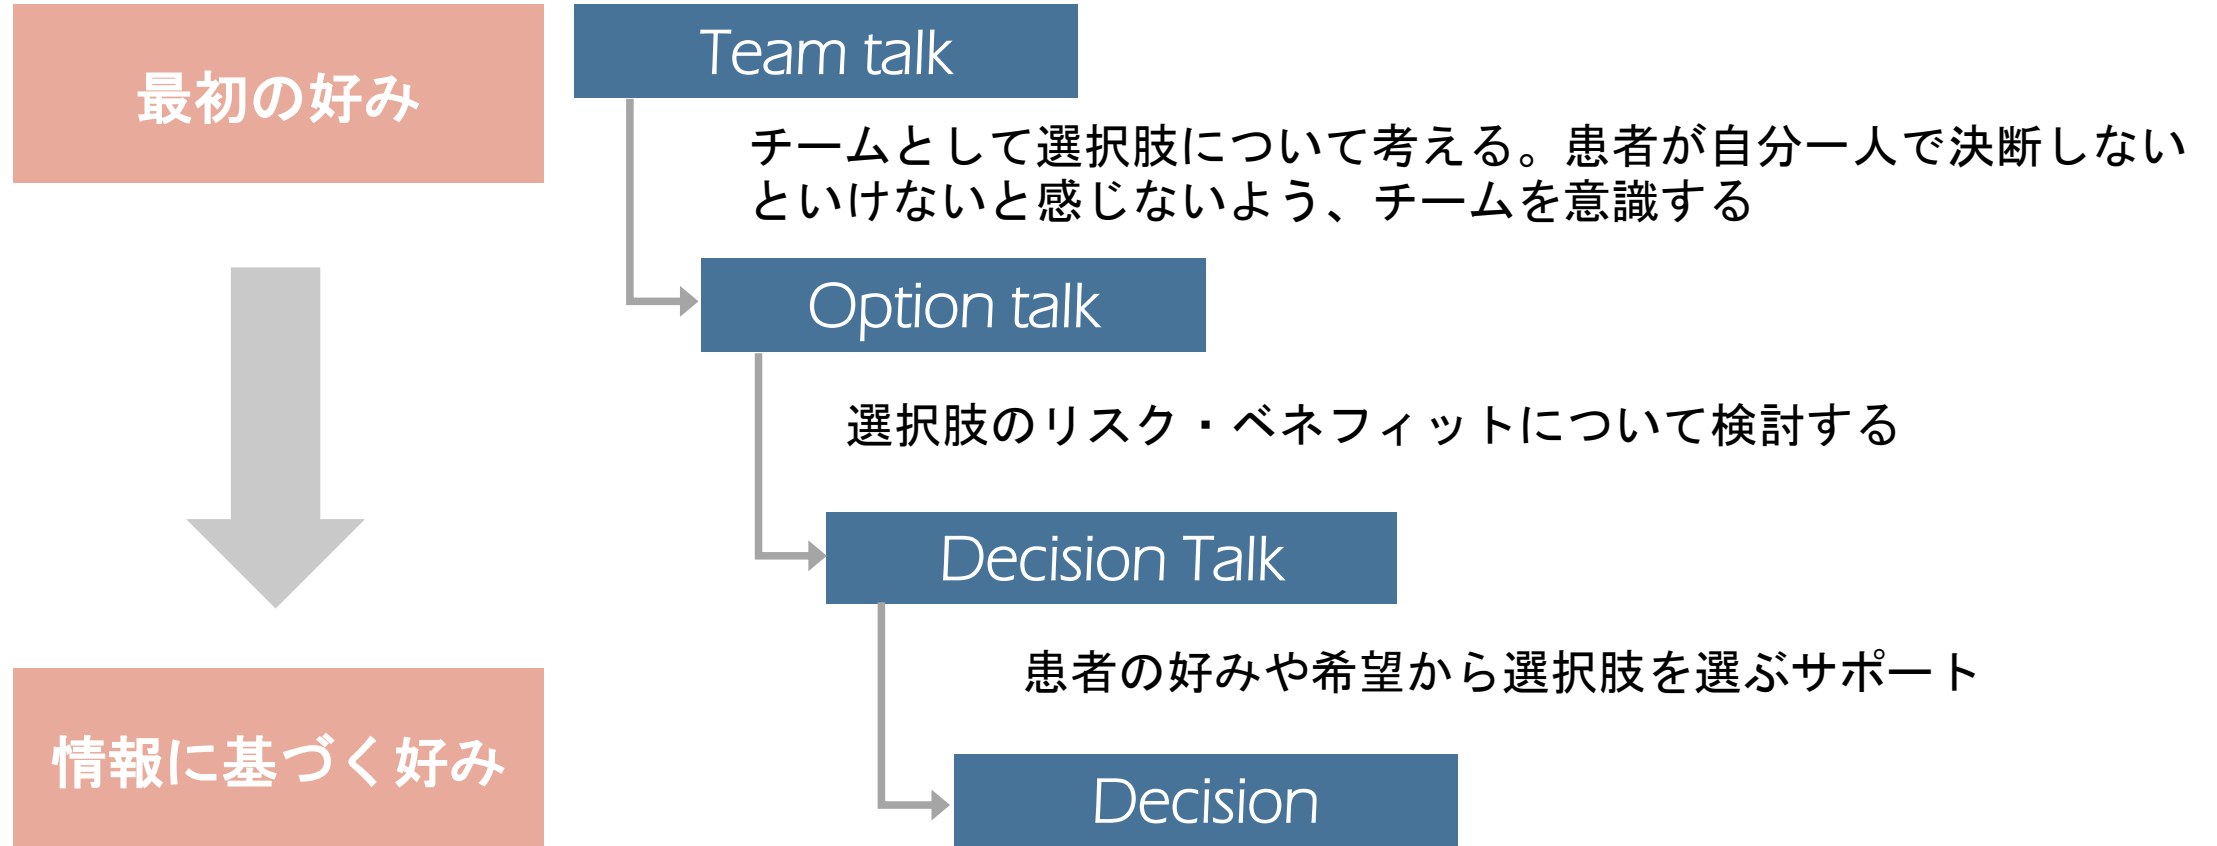 最初の好み
Team talk
チームとして選択肢について考える。患者が自分一人で決断しない
といけないと感じないよう、チームを意識する
Option talk
選択肢のリスク・ベネフィットについて検討する
Decision Talk
患者の好みや希望から選択肢を選ぶサポート
情報に基づく好み
Decision